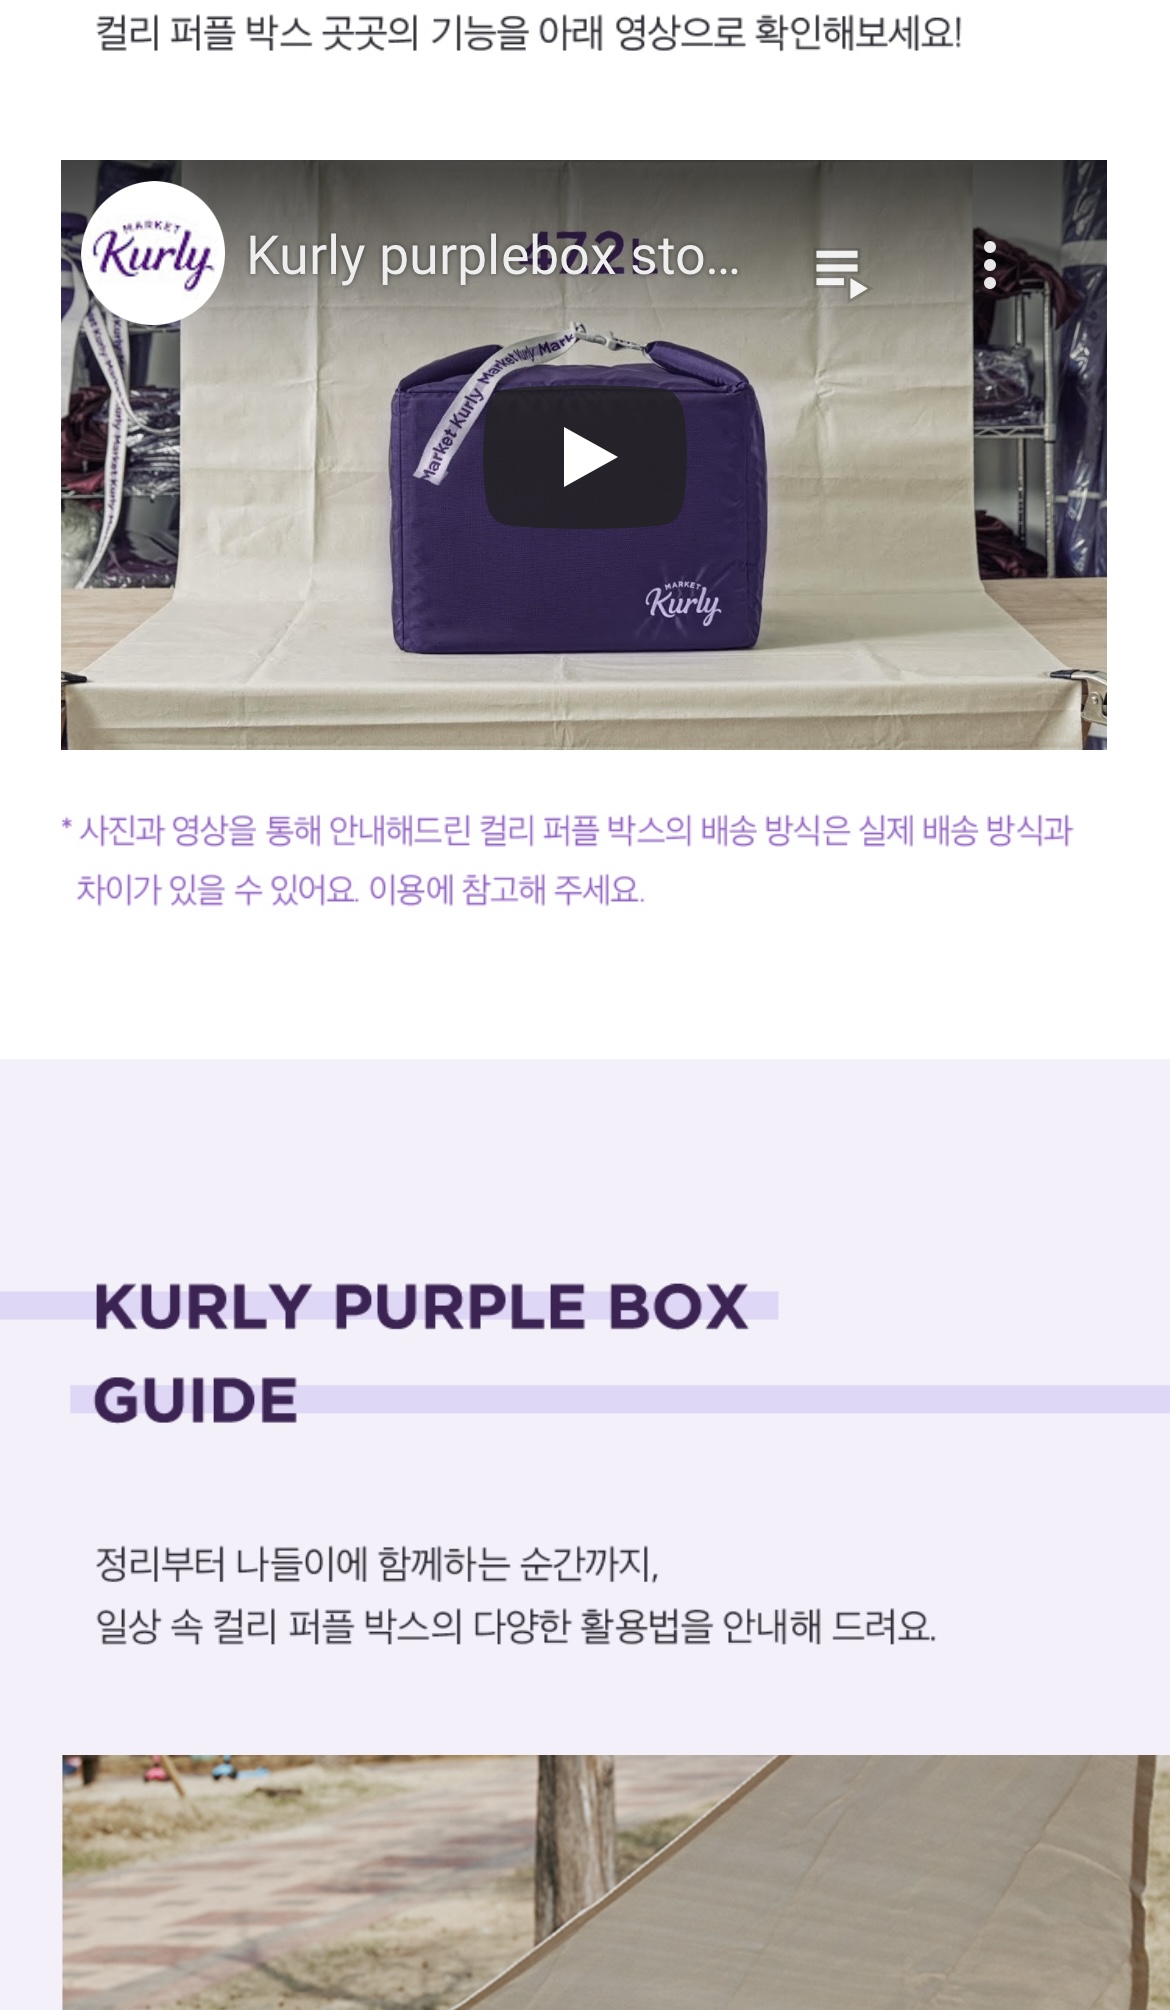 컬리 퍼플 박스 곳곳의 기능을 아래 영상으로 확인해보세요!
MARKET
Kurly
Kurly purplebox sto...
47.2L
Market Kurly Market Kurly Mark
MARKET
Kurly
* 사진과 영상을 통해 안내해드린 컬리 퍼플 박스의 배송 방식은 실제 배송 방식과
차이가 있을 수 있어요. 이용에 참고해 주세요.
KURLY PURPLE BOX
GUIDE
정리부터 나들이에 함께하는 순간까지,
일상 속 컬리 퍼플 박스의 다양한 활용법을 안내해 드려요.